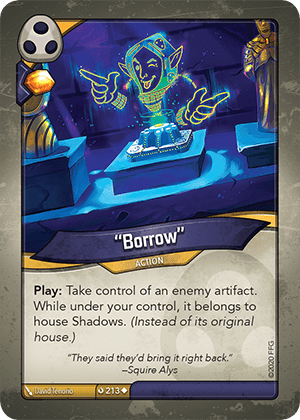 “Borrow”
ACTION
Play: Take control of an enemy artifact.
While under your control, it belongs to
house Shadows. (Instead of its original
house.)
“They said they’d bring it right back.”
–Squire Alys
David Tenorio
213
©2020 FFG